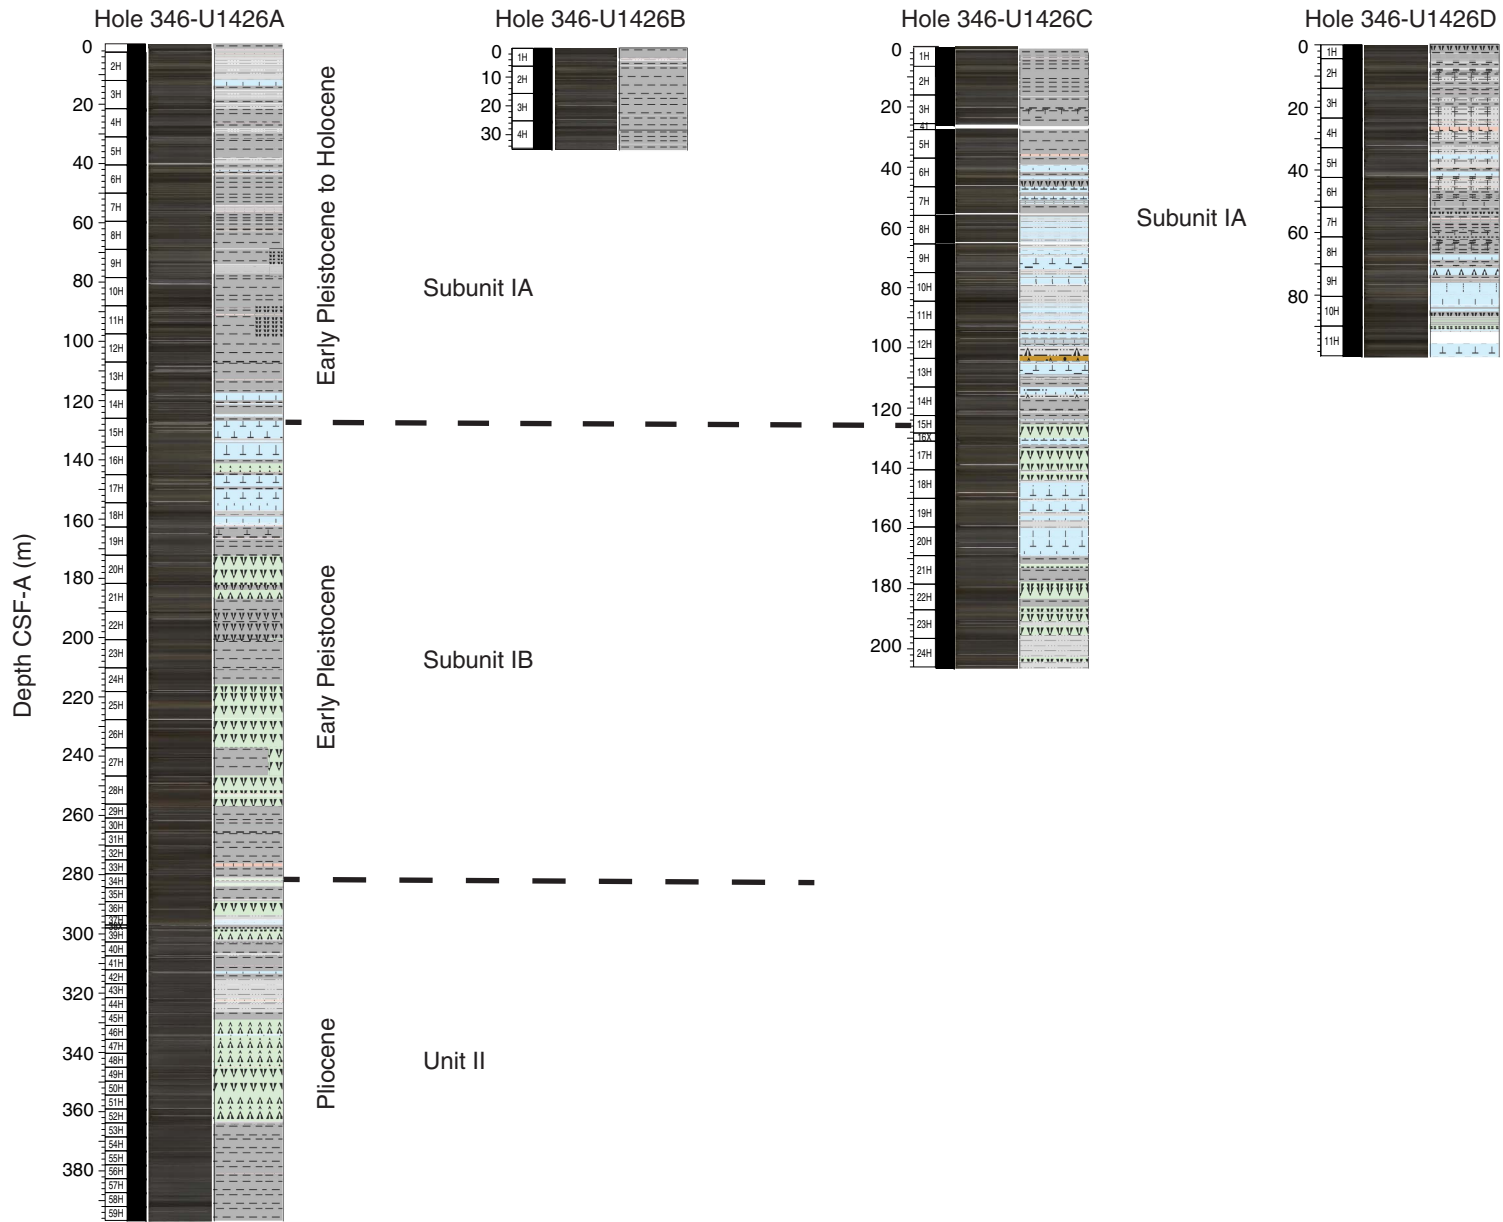 Hole 346-U1426A
Hole 346-U1426B
Hole 346-U1426C
Hole 346-U1426D
Depth CSF-A (m)
0
20
40
60
80
100
120
140
160
180
200
220
240
260
280
300
320
340
360
380
2H
3H
4H
5H
6H
7H
8H
9H
10H
11H
12H
13H
14H
15H
16H
17H
18H
19H
20H
21H
22H
23H
24H
25H
26H
27H
28H
29H
30H
31H
32H
33H
34H
35H
36H
37H
39H
40H
41H
42H
43H
44H
45H
46H
47H
48H
49H
50H
51H
52H
53H
54H
55H
56H
57H
58H
59H
Early Pleistocene to Holocene
Early Pleistocene
Pliocene
Subunit IA
Subunit IB
Unit II
0
10
20
30
1H
2H
3H
4H
0
20
40
60
80
100
120
140
160
180
200
1H
2H
3H
5H
6H
7H
8H
9H
10H
11H
12H
13H
14H
15H
16X
17H
18H
19H
20H
21H
22H
23H
24H
Subunit IA
0
20
40
60
80
1H
2H
3H
4H
5H
6H
7H
8H
9H
10H
11H